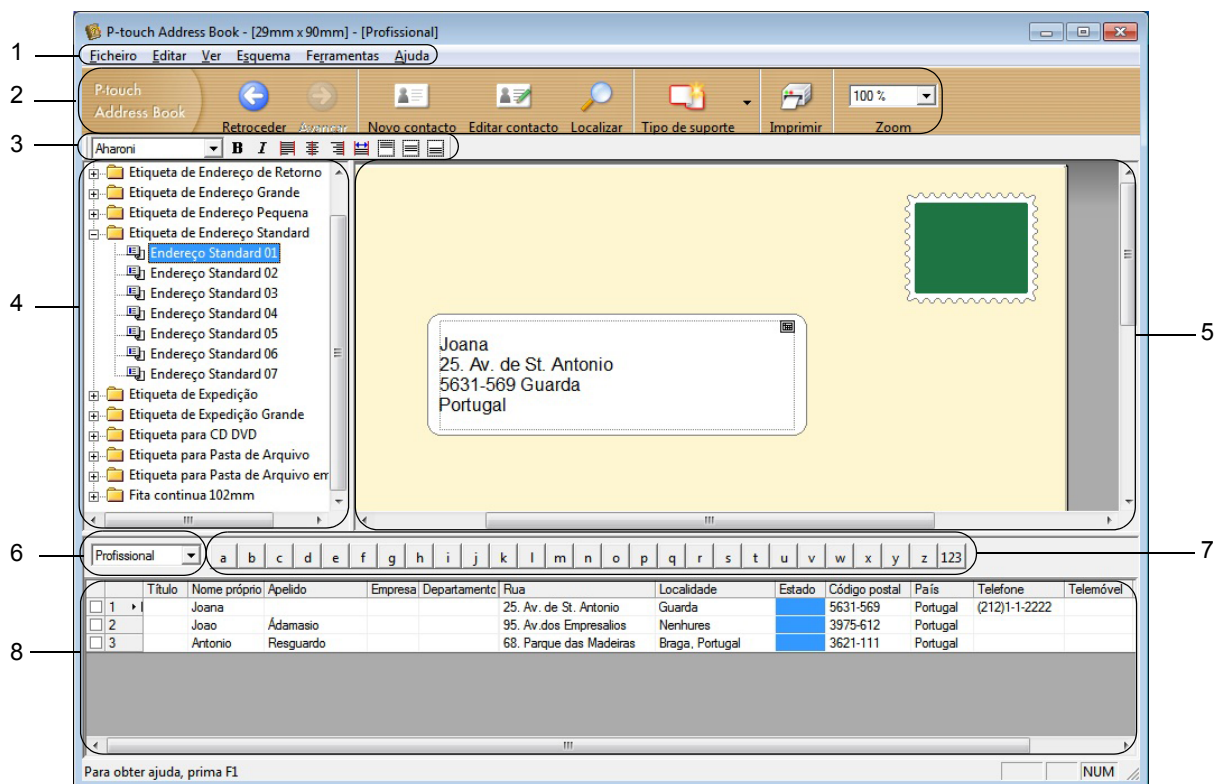 P-touch Address Book - [29mm x 90mm] - [Profissional]
1
Ficheiro Editar Ver Esquema Ferramentas Ajuda
2
P-touch
Address Book
Retroceder Avançar Novo contacto Editar contacto Localizar Tipo de suporte Imprimir 100 % Zoom
3
Aharoni B I
4
Etiqueta de Endereço de Retorno
Etiqueta de Endereço Grande
Etiqueta de Endereço Pequena
Etiqueta de Endereço Standard
Endereço Standard 01
Endereço Standard 02
Endereço Standard 03
Endereço Standard 04
Endereço Standard 05
Endereço Standard 06
Endereço Standard 07
Etiqueta de Expedição
Etiqueta de Expedição Grande
Etiqueta para CD DVD
Etiqueta para Pasta de Arquivo
Etiqueta para Pasta de Arquivo em
Fita continua 102mm
Joana
25. Av. de St. Antonio
5631-569 Guarda
Portugal
5
6
Profissional
a b c d e f g h i j k l m n o p q r s t u v w x y z 123
7
8
Título Nome próprio Apelido Empresa Departamento Rua Localidade Estado Código postal País Telefone Telemóvel
1 Joana 25. Av. de St. Antonio Guarda 5631-569 Portugal (212)1-1-2222
2 Joao Ádamasio 95. Av.dos Empresalios Nenhures 3975-612 Portugal
3 Antonio Resguardo 68. Parque das Madeiras Braga, Portugal 3621-111 Portugal
Para obter ajuda, prima F1
NUM